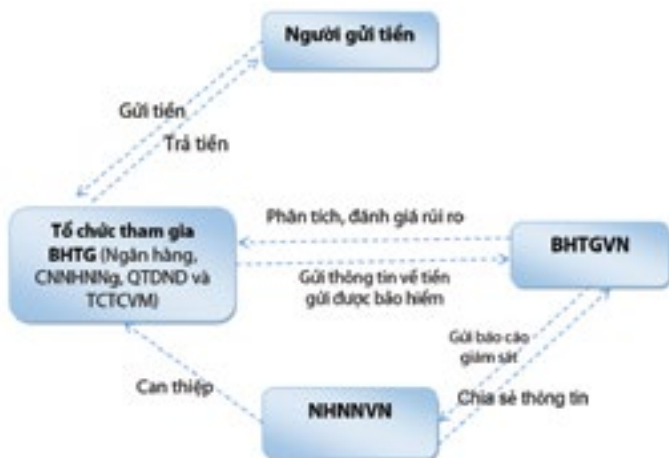 Người gửi tiền
Gửi tiền
Trả tiền
Tổ chức tham gia
BHTG (Ngân hàng,
CNNHNNg, QTDND và
TCTCVM)
Phân tích, đánh giá rủi ro
BHTGVN
Gửi thông tin về tiền
gửi được bảo hiểm
Gửi báo cáo
giám sát
Can thiệp
NHNNVN
Chia sẻ thông tin